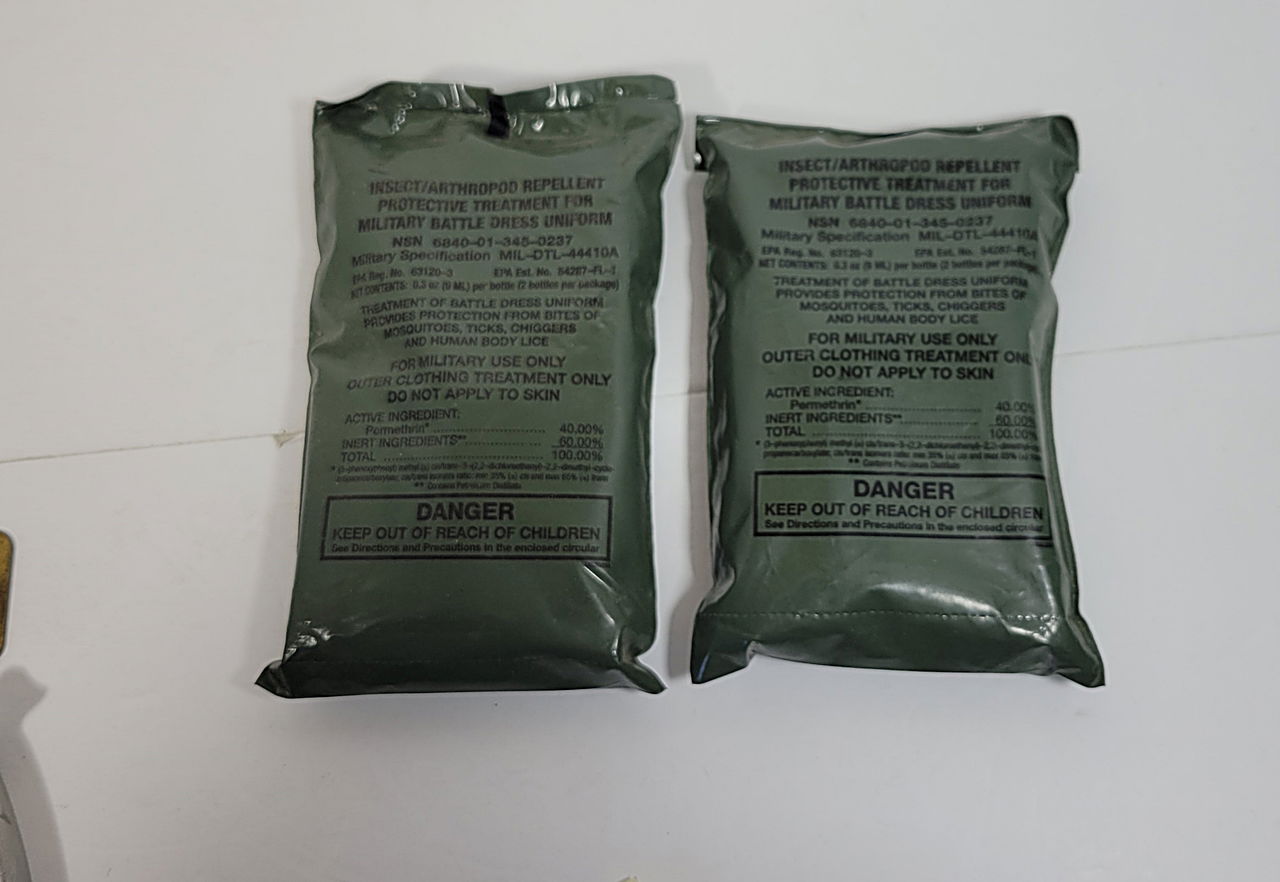 INSECT/ARTHROPOD REPELLENT
PROTECTIVE TREATMENT FOR
MILITARY BATTLE DRESS UNIFORM
NSN 6840-01-345-0237
Military Specification MIL-DTL-44410A
EPA Reg. No. 63120-3 EPA Est. No. 54287-FL-1
NET CONTENTS: 0.3 oz (9 ML) per bottle (2 bottles per package)
TREATMENT OF BATTLE DRESS UNIFORM
PROVIDES PROTECTION FROM BITES OF
MOSQUITOES, TICKS, CHIGGERS
AND HUMAN BODY LICE
FOR MILITARY USE ONLY
OUTER CLOTHING TREATMENT ONLY
DO NOT APPLY TO SKIN
ACTIVE INGREDIENT:
Permethrin* 40.00%
INERT INGREDIENTS** 60.00%
TOTAL 100.00%
** Contains Petroleum Distillate
DANGER
KEEP OUT OF REACH OF CHILDREN
See Directions and Precautions in the enclosed circular
INSECT/ARTHROPOD REPELLENT
PROTECTIVE TREATMENT FOR
MILITARY BATTLE DRESS UNIFORM
NSN 6840-01-345-0237
Military Specification MIL-DTL-44410A
EPA Reg. No. 63120-3 EPA Est. No. 54287-FL-1
NET CONTENTS: 0.3 oz (9 ML) per bottle (2 bottles per package)
TREATMENT OF BATTLE DRESS UNIFORM
PROVIDES PROTECTION FROM BITES OF
MOSQUITOES, TICKS, CHIGGERS
AND HUMAN BODY LICE
FOR MILITARY USE ONLY
OUTER CLOTHING TREATMENT ONL
DO NOT APPLY TO SKIN
ACTIVE INGREDIENT:
Permethrin* 40.00%
INERT INGREDIENTS** 60.00%
TOTAL 100.00%
** Contains Petroleum Distillate
DANGER
KEEP OUT OF REACH OF CHILDREN
See Directions and Precautions in the enclosed circular